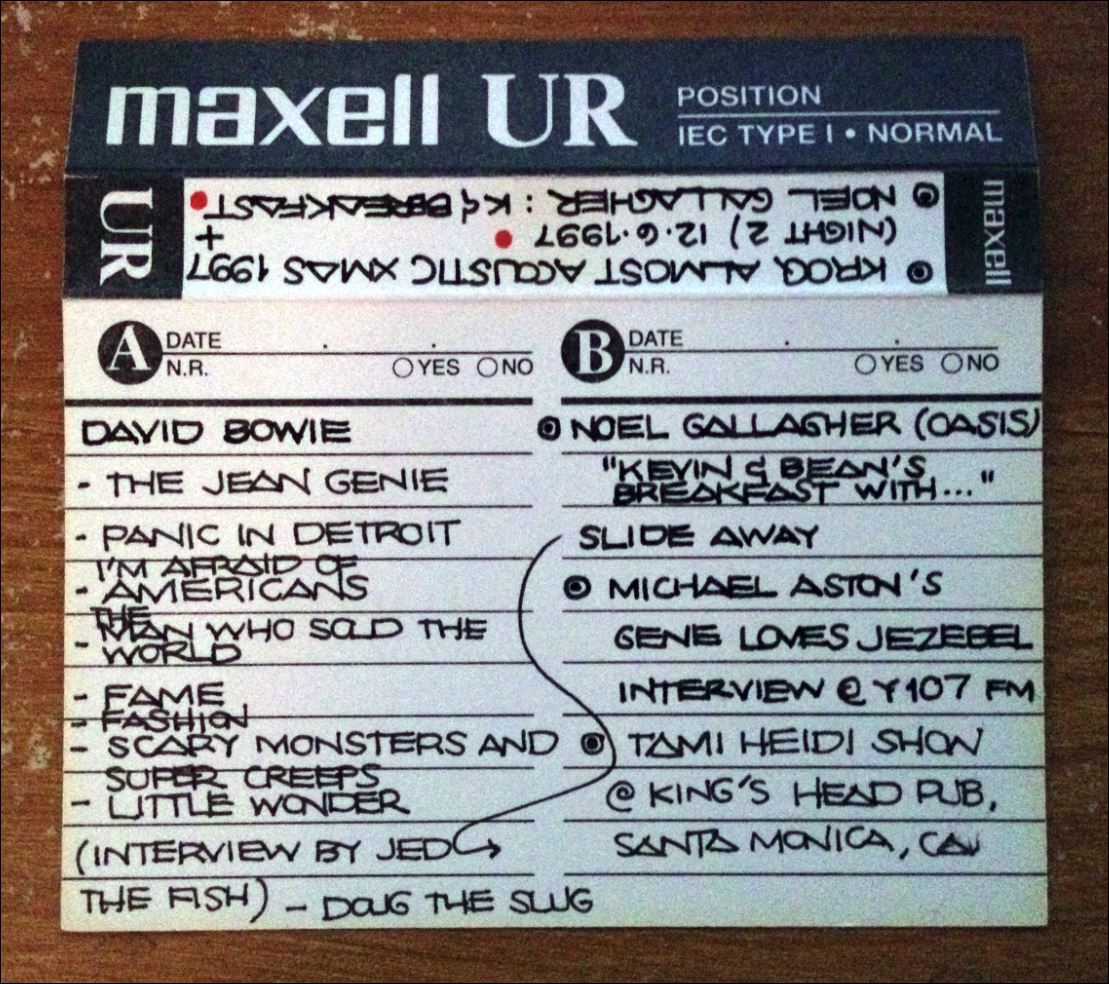 maxell UR POSITION
IEC TYPE I • NORMAL
UR
KROQ ALMOST ACOUSTIC XMAS 1997
(NIGHT 2) 12.6.1997 +
NOEL GALLAGHER : K & B BREAKFAST
maxell
A DATE
N.R. YES NO
DAVID BOWIE
- THE JEAN GENIE
- PANIC IN DETROIT
I'M AFRAID OF
- AMERICANS
THE
- MAN WHO SOLD THE
WORLD
- FAME
- FASHION
- SCARY MONSTERS AND
SUPER CREEPS
- LITTLE WONDER
(INTERVIEW BY JED
THE FISH) - DOUG THE SLUG
B DATE
N.R. YES NO
NOEL GALLAGHER (OASIS)
"KEVIN & BEAN'S
BREAKFAST WITH..."
SLIDE AWAY
MICHAEL ASTON'S
GENE LOVES JEZEBEL
INTERVIEW @ Y107 FM
TAMI HEIDI SHOW
@ KING'S HEAD PUB,
SANTA MONICA, CA